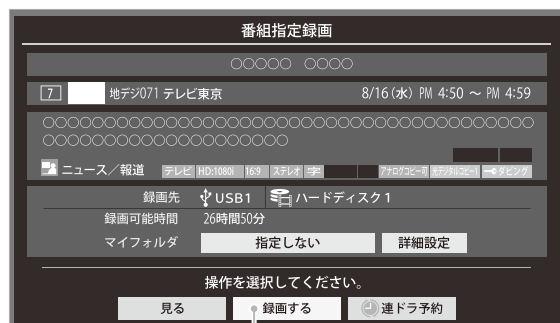 番組指定録画
○○○○○ ○○○○
7 地デジ071 テレビ東京 8/16(水) PM 4:50 ～ PM 4:59
○○○○○○○○○○○○○○○○○○○○○○○○○○○○○○○○○○○
○○○○○○○○○○○○○○○○○○
ニュース／報道 テレビ HD:1080i 16:9 ステレオ 字 アナログコピー可 光デジタルコピー1 ダビング
録画先 USB1 ハードディスク1
録画可能時間 26時間50分
マイフォルダ 指定しない 詳細設定
操作を選択してください。
見る 録画する 連ドラ予約